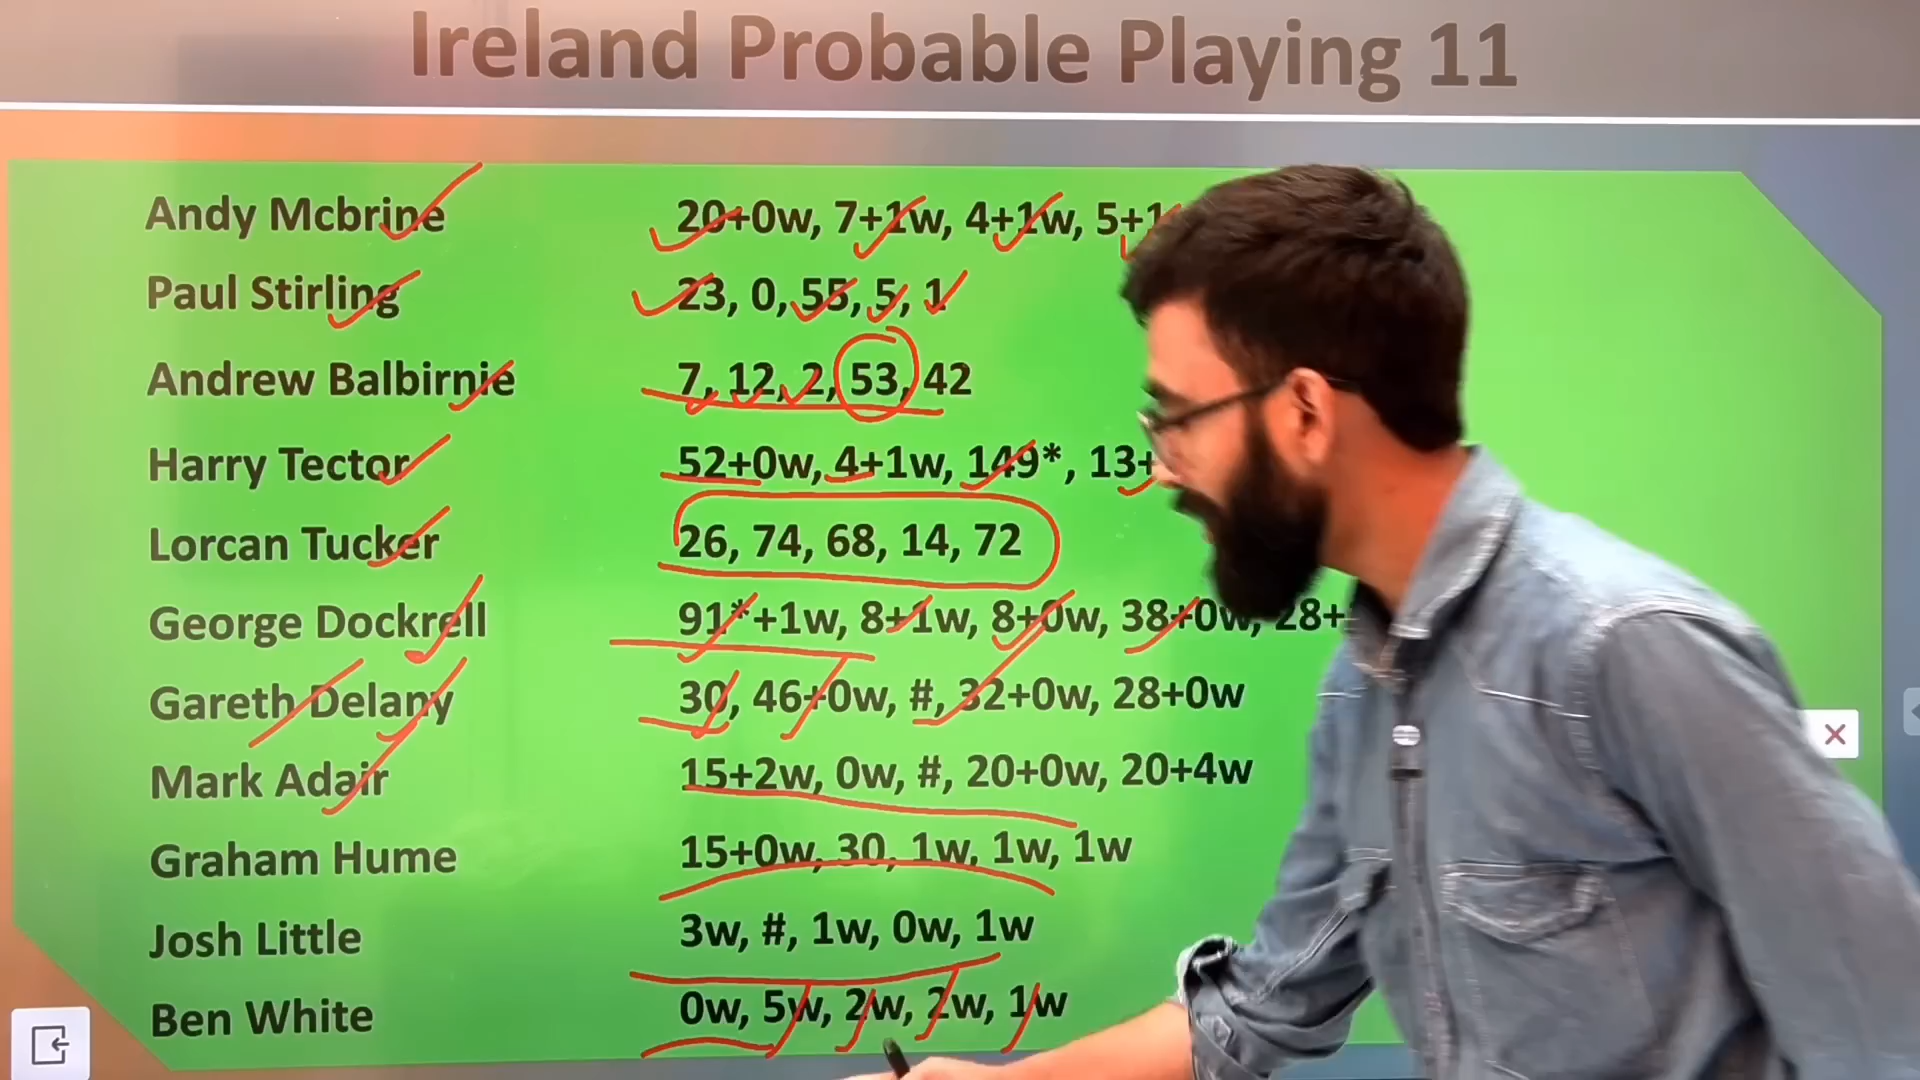 Ireland Probable Playing 11
Andy Mcbrine 20+0w, 7+1w, 4+1w, 5+1
Paul Stirling 23, 0, 55, 5, 1
Andrew Balbirnie 7, 12, 2, 53, 42
Harry Tector 52+0w, 4+1w, 149*, 13+
Lorcan Tucker 26, 74, 68, 14, 72
George Dockrell 91*+1w, 8+1w, 8+0w, 38+0w, 28+
Gareth Delany 30, 46+0w, #, 32+0w, 28+0w
Mark Adair 15+2w, 0w, #, 20+0w, 20+4w
Graham Hume 15+0w, 30, 1w, 1w, 1w
Josh Little 3w, #, 1w, 0w, 1w
Ben White 0w, 5w, 2w, 2w, 1w